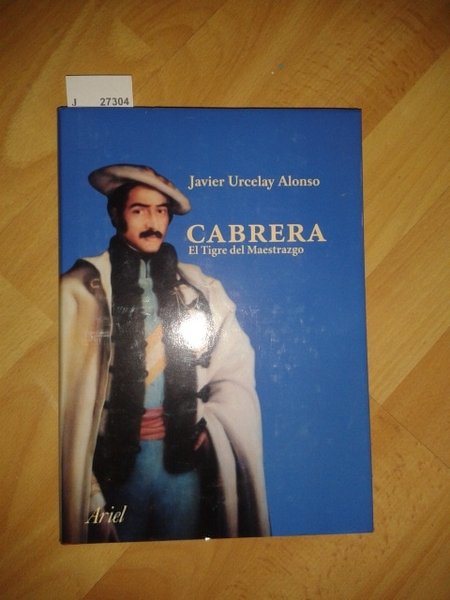 J 27304
Javier Urcelay Alonso
CABRERA
El Tigre del Maestrazgo
Ariel